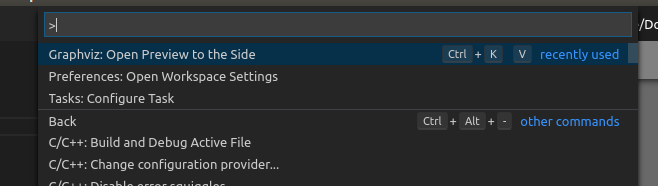 /Do
>
Graphviz: Open Preview to the Side Ctrl + K V recently used
Preferences: Open Workspace Settings
Tasks: Configure Task
Back Ctrl + Alt + - other commands
C/C++: Build and Debug Active File
C/C++: Change configuration provider...
C/C++: Disable error squiggles